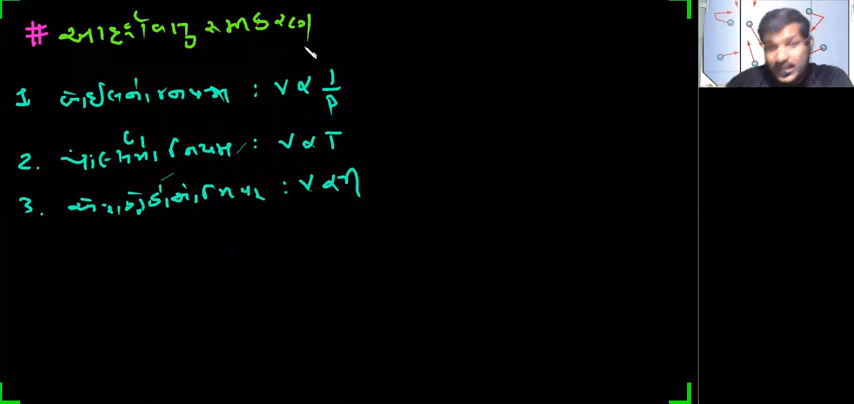 # આદર્શ વાયુ સમીકરણ
1 બોઈલનો નિયમ : V ∝ 1/P
2. ચાર્લ્સનો નિયમ : V ∝ T
3. એવોગેડ્રોનો નિયમ : V ∝ n